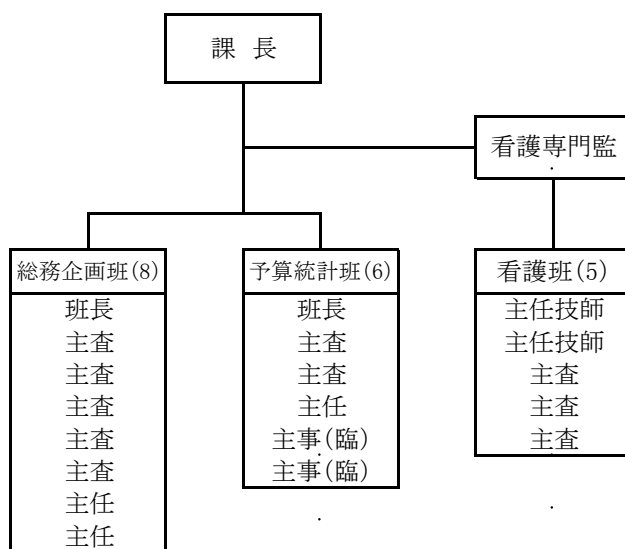 課 長
看護専門監
総務企画班(8)
班長
主査
主査
主査
主査
主査
主任
主任
予算統計班(6)
班長
主査
主査
主任
主事(臨)
主事(臨)
看護班(5)
主任技師
主任技師
主査
主査
主査